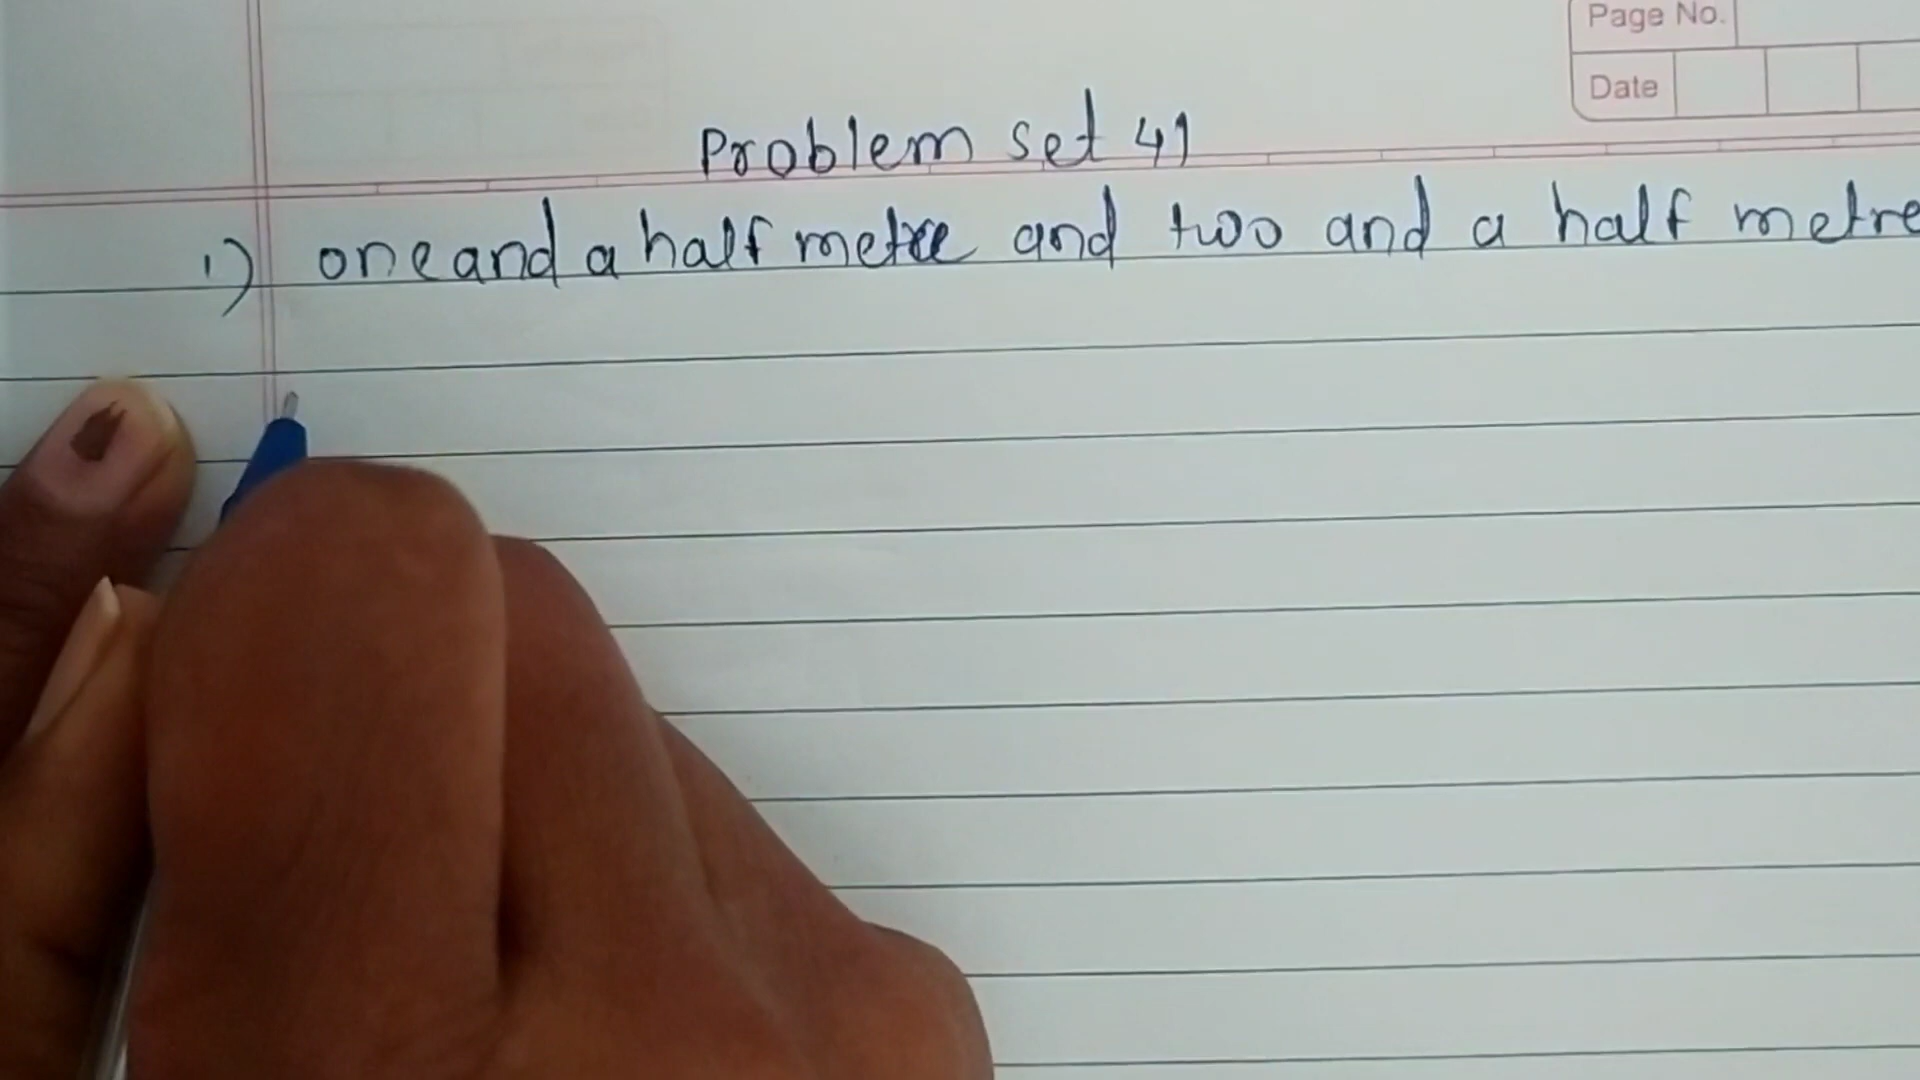 Page No.
Date
Problem set 41
1) one and a half metre and two and a half metre